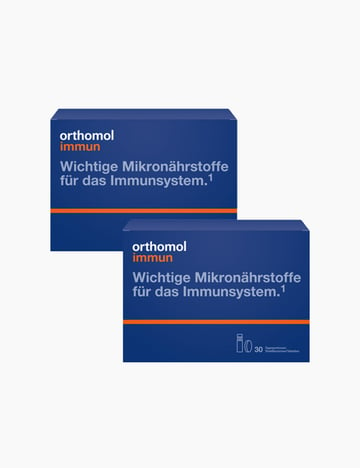 orthomol
immun
Wichtige Mikronährstoffe
für das Immunsystem.¹
orthomol
immun
Wichtige Mikronährstoffe
für das Immunsystem.¹
30